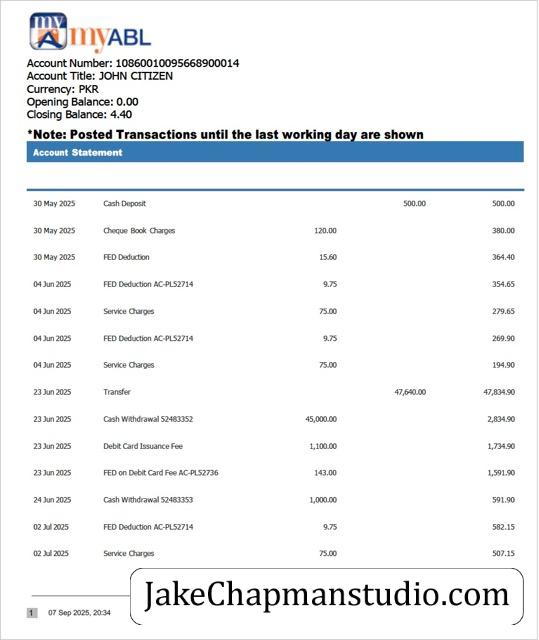 my
myABL
Account Number: 10860010095668900014
Account Title: JOHN CITIZEN
Currency: PKR
Opening Balance: 0.00
Closing Balance: 4.40
*Note: Posted Transactions until the last working day are shown
Account Statement
30 May 2025 Cash Deposit 500.00 500.00
30 May 2025 Cheque Book Charges 120.00 380.00
30 May 2025 FED Deduction 15.60 364.40
04 Jun 2025 FED Deduction AC-PL52714 9.75 354.65
04 Jun 2025 Service Charges 75.00 279.65
04 Jun 2025 FED Deduction AC-PL52714 9.75 269.90
04 Jun 2025 Service Charges 75.00 194.90
23 Jun 2025 Transfer 47,640.00 47,834.90
23 Jun 2025 Cash Withdrawal 52483352 45,000.00 2,834.90
23 Jun 2025 Debit Card Issuance Fee 1,100.00 1,734.90
23 Jun 2025 FED on Debit Card Fee AC-PL52736 143.00 1,591.90
24 Jun 2025 Cash Withdrawal 52483353 1,000.00 591.90
02 Jul 2025 FED Deduction AC-PL52714 9.75 582.15
02 Jul 2025 Service Charges 75.00 507.15
1 07 Sep 2025, 20:34
JakeChapmanstudio.com